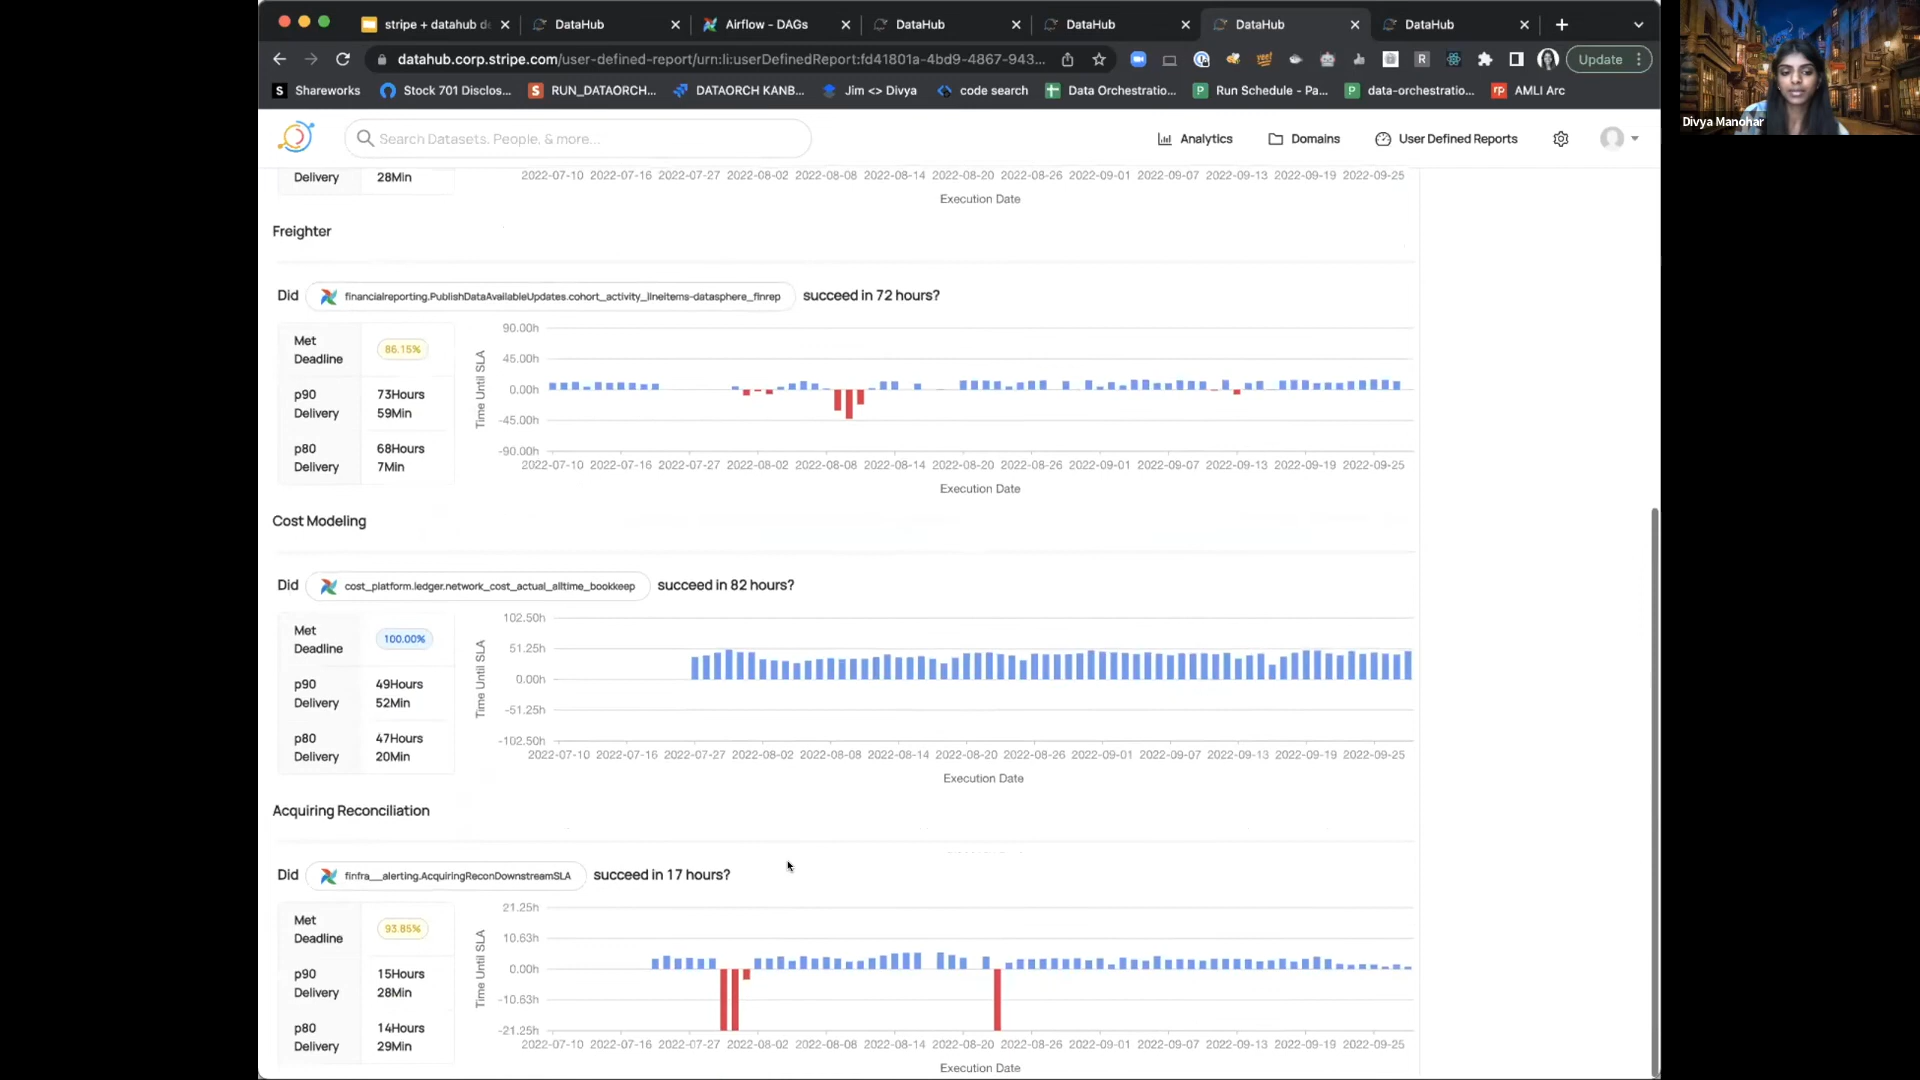 stripe + datahub d
DataHub
Airflow - DAGs
DataHub
DataHub
DataHub
DataHub
datahub.corp.stripe.com/user-defined-report/urn:li:userDefinedReport:fd41801a-4bd9-4867-943...
Update
Shareworks
Stock 701 Disclos...
RUN_DATAORCH...
DATAORCH KANB...
Jim <> Divya
code search
Data Orchestratio...
Run Schedule - Pa...
data-orchestratio...
AMLI Arc
Divya Manohar
Search Datasets, People, & more...
Analytics
Domains
User Defined Reports
Delivery 28Min
2022-07-10 2022-07-16 2022-07-27 2022-08-02 2022-08-08 2022-08-14 2022-08-20 2022-08-26 2022-09-01 2022-09-07 2022-09-13 2022-09-19 2022-09-25
Execution Date
Freighter
Did financialreporting.PublishDataAvailableUpdates.cohort_activity_lineitems-datasphere_finrep succeed in 72 hours?
Met Deadline 86.15%
p90 Delivery 73Hours 59Min
p80 Delivery 68Hours 7Min
Time Until SLA
90.00h
45.00h
0.00h
-45.00h
-90.00h
2022-07-10 2022-07-16 2022-07-27 2022-08-02 2022-08-08 2022-08-14 2022-08-20 2022-08-26 2022-09-01 2022-09-07 2022-09-13 2022-09-19 2022-09-25
Execution Date
Cost Modeling
Did cost_platform.ledger.network_cost_actual_alltime_bookkeep succeed in 82 hours?
Met Deadline 100.00%
p90 Delivery 49Hours 52Min
p80 Delivery 47Hours 20Min
Time Until SLA
102.50h
51.25h
0.00h
-51.25h
-102.50h
2022-07-10 2022-07-16 2022-07-27 2022-08-02 2022-08-08 2022-08-14 2022-08-20 2022-08-26 2022-09-01 2022-09-07 2022-09-13 2022-09-19 2022-09-25
Execution Date
Acquiring Reconciliation
Did finfra__alerting.AcquiringReconDownstreamSLA succeed in 17 hours?
Met Deadline 93.85%
p90 Delivery 15Hours 28Min
p80 Delivery 14Hours 29Min
Time Until SLA
21.25h
10.63h
0.00h
-10.63h
-21.25h
2022-07-10 2022-07-16 2022-07-27 2022-08-02 2022-08-08 2022-08-14 2022-08-20 2022-08-26 2022-09-01 2022-09-07 2022-09-13 2022-09-19 2022-09-25
Execution Date